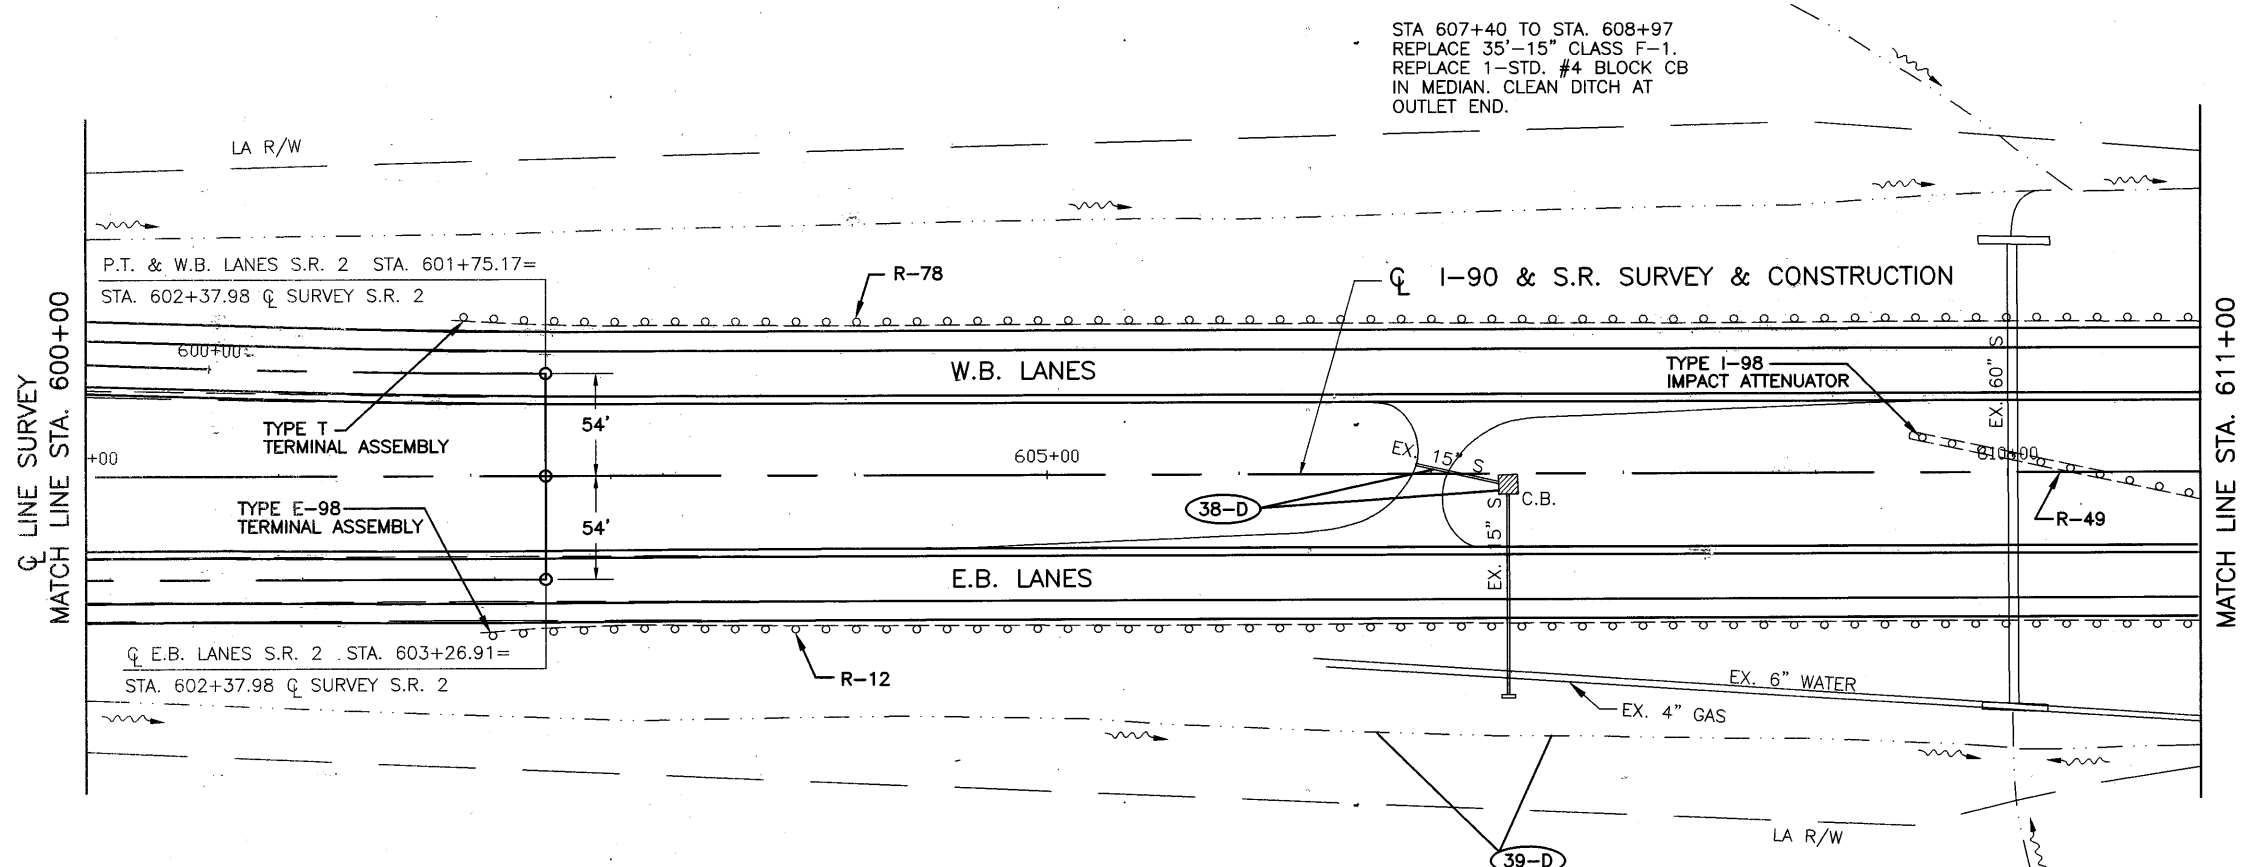 STA 607+40 TO STA. 608+97
REPLACE 35'-15" CLASS F-1.
REPLACE 1-STD. #4 BLOCK CB
IN MEDIAN. CLEAN DITCH AT
OUTLET END.
LA R/W
P.T. & W.B. LANES S.R. 2 STA. 601+75.17=
STA. 602+37.98 ℄ SURVEY S.R. 2
R-78
℄ I-90 & S.R. SURVEY & CONSTRUCTION
600+00
W.B. LANES
TYPE I-98
IMPACT ATTENUATOR
EX. 60" S
℄ LINE SURVEY
MATCH LINE STA. 600+00
MATCH LINE STA. 611+00
TYPE T
TERMINAL ASSEMBLY
54'
+00
605+00
EX. 15" S
610+00
TYPE E-98
TERMINAL ASSEMBLY
54'
38-D
C.B.
EX. 15" S
R-49
E.B. LANES
℄ E.B. LANES S.R. 2 STA. 603+26.91=
STA. 602+37.98 ℄ SURVEY S.R. 2
R-12
EX. 6" WATER
EX. 4" GAS
LA R/W
39-D